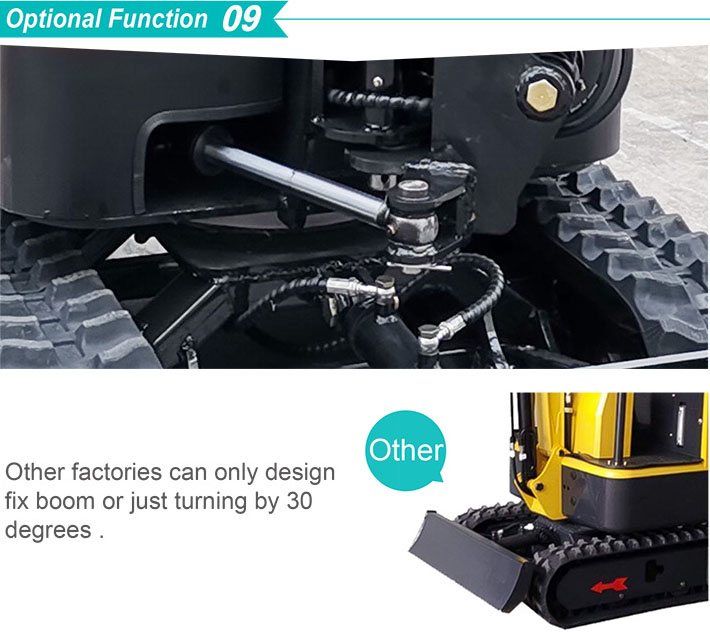 Optional Function 09
Other
Other factories can only design
fix boom or just turning by 30
degrees .